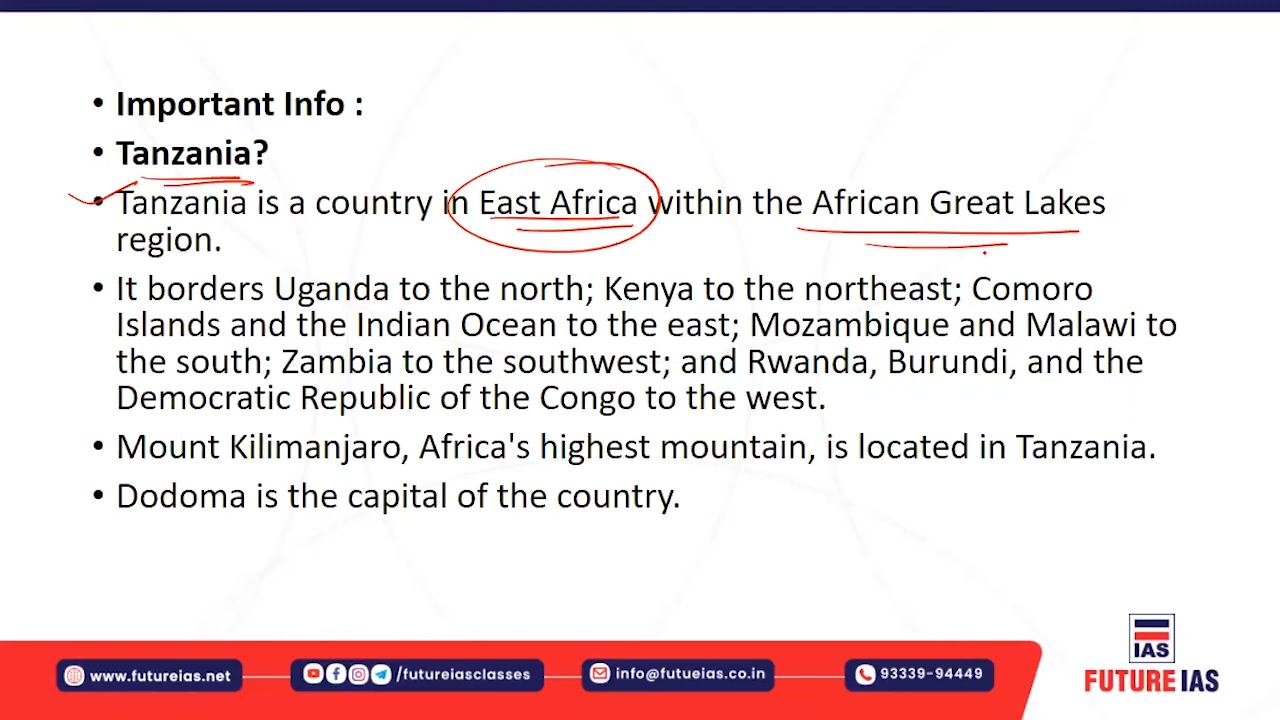 • Important Info :
• Tanzania?
• Tanzania is a country in East Africa within the African Great Lakes
region.
• It borders Uganda to the north; Kenya to the northeast; Comoro
Islands and the Indian Ocean to the east; Mozambique and Malawi to
the south; Zambia to the southwest; and Rwanda, Burundi, and the
Democratic Republic of the Congo to the west.
• Mount Kilimanjaro, Africa's highest mountain, is located in Tanzania.
• Dodoma is the capital of the country.
IAS
www.futureias.net
/futureiasclasses
info@futueias.co.in
93339-94449
FUTURE IAS